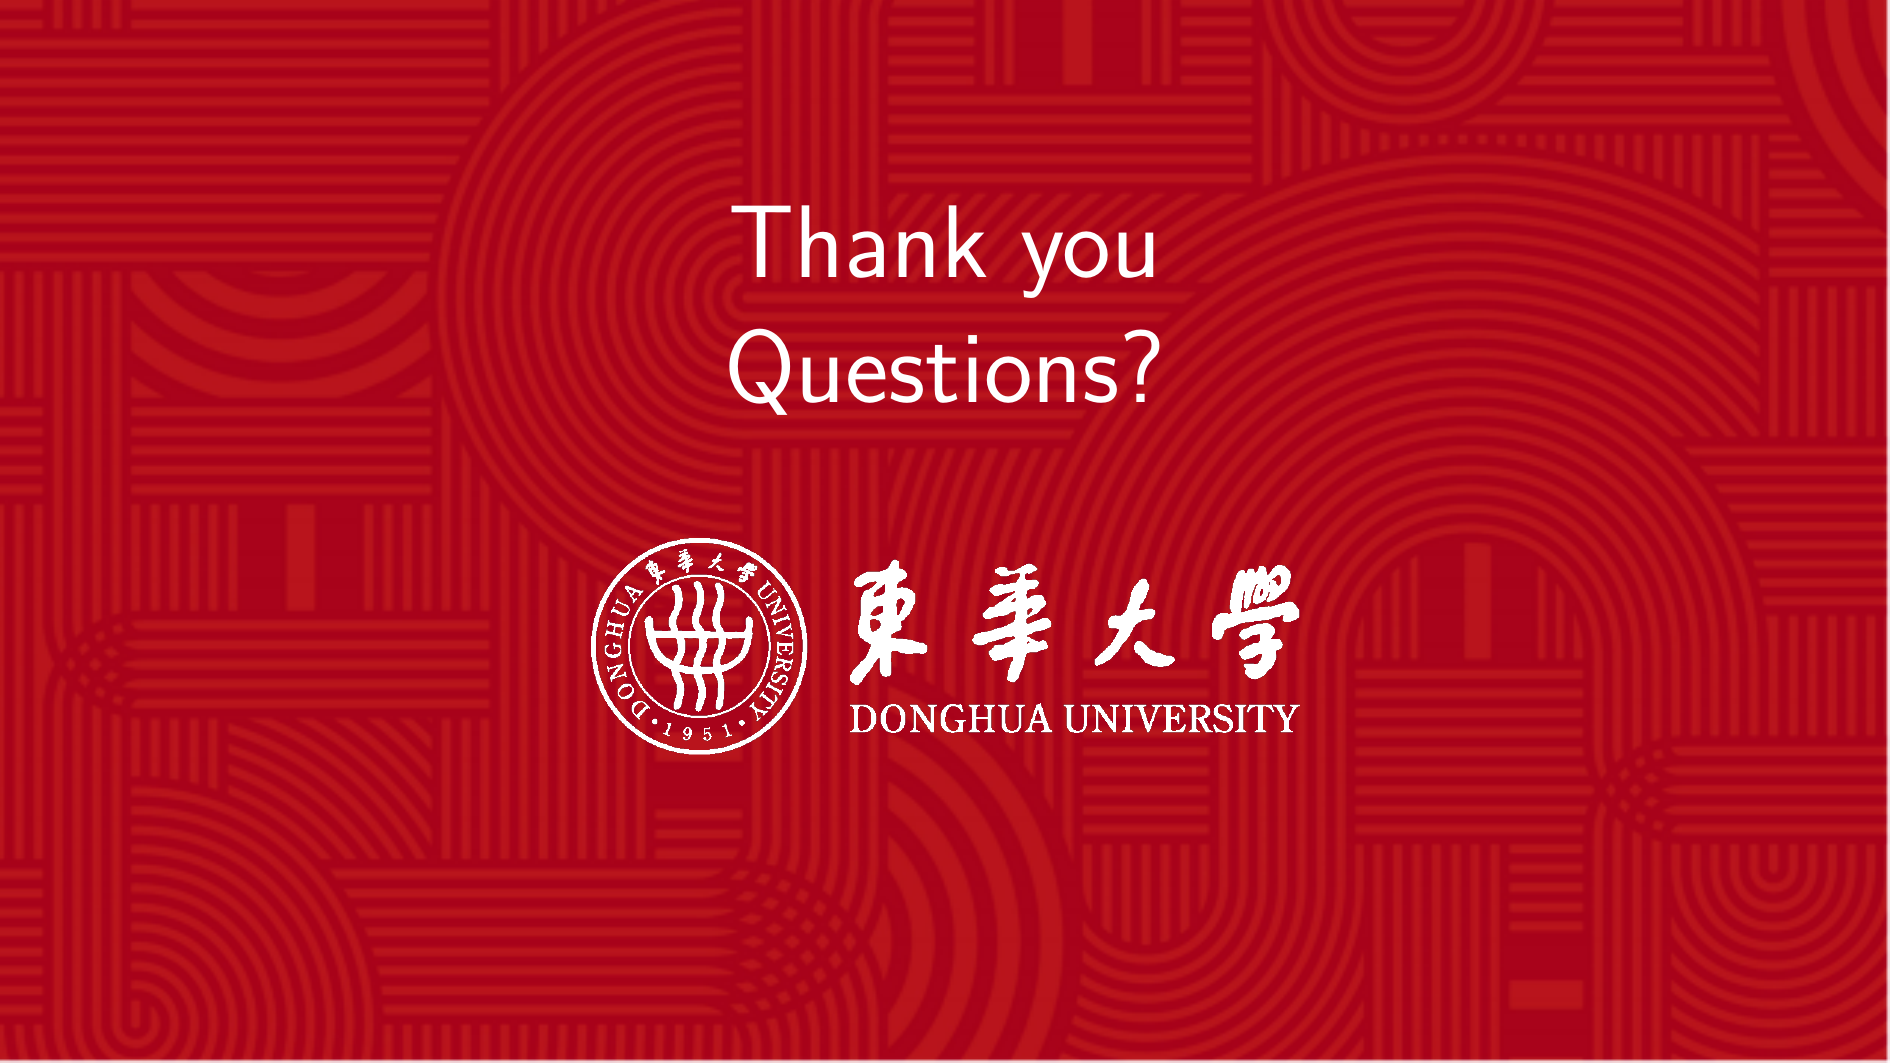 Thank you
Questions?
東華大學
DONGHUA UNIVERSITY
東華大學
DONGHUA UNIVERSITY
·1951·